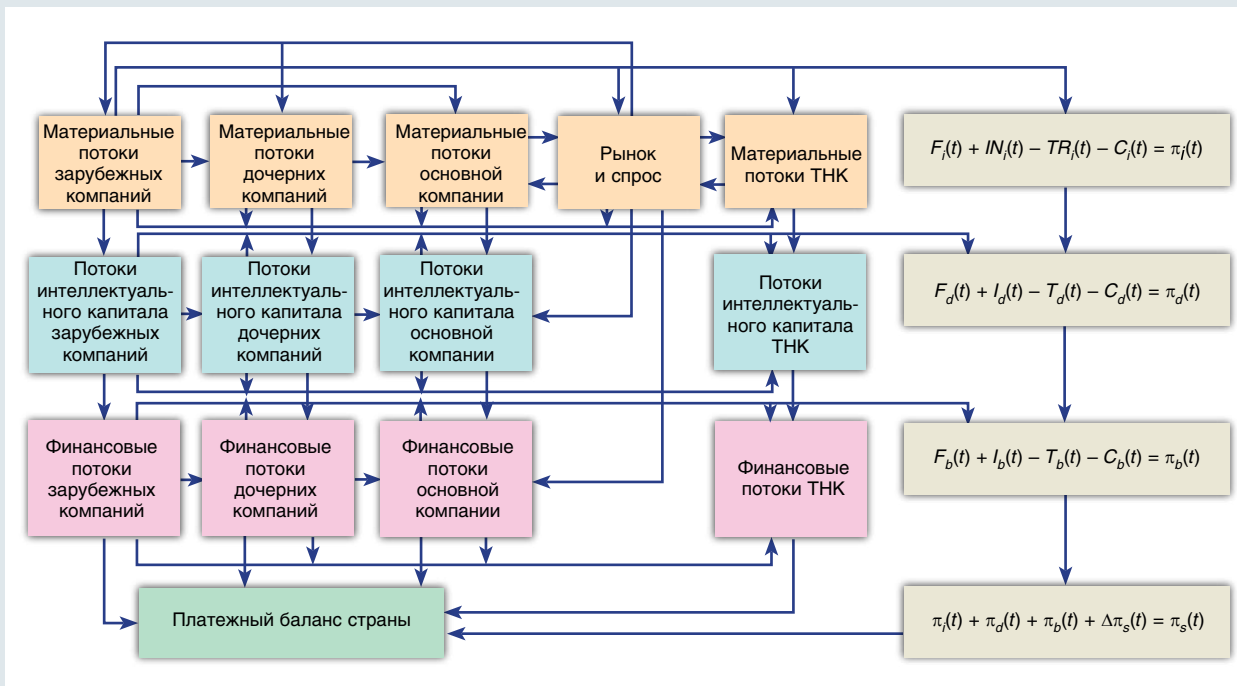 Материальные
потоки
зарубежных
компаний
Материальные
потоки
дочерних
компаний
Материальные
потоки
основной
компании
Рынок
и спрос
Материальные
потоки ТНК
F_i(t) + IN_i(t) – TR_i(t) – C_i(t) = π_i(t)
Потоки
интеллектуаль-
ного капитала
зарубежных
компаний
Потоки
интеллектуаль-
ного капитала
дочерних
компаний
Потоки
интеллектуаль-
ного капитала
основной
компании
Потоки
интеллектуаль-
ного капитала
ТНК
F_d(t) + I_d(t) – T_d(t) – C_d(t) = π_d(t)
Финансовые
потоки
зарубежных
компаний
Финансовые
потоки
дочерних
компаний
Финансовые
потоки
основной
компании
Финансовые
потоки ТНК
F_b(t) + I_b(t) – T_b(t) – C_b(t) = π_b(t)
Платежный баланс страны
π_i(t) + π_d(t) + π_b(t) + Δπ_s(t) = π_s(t)